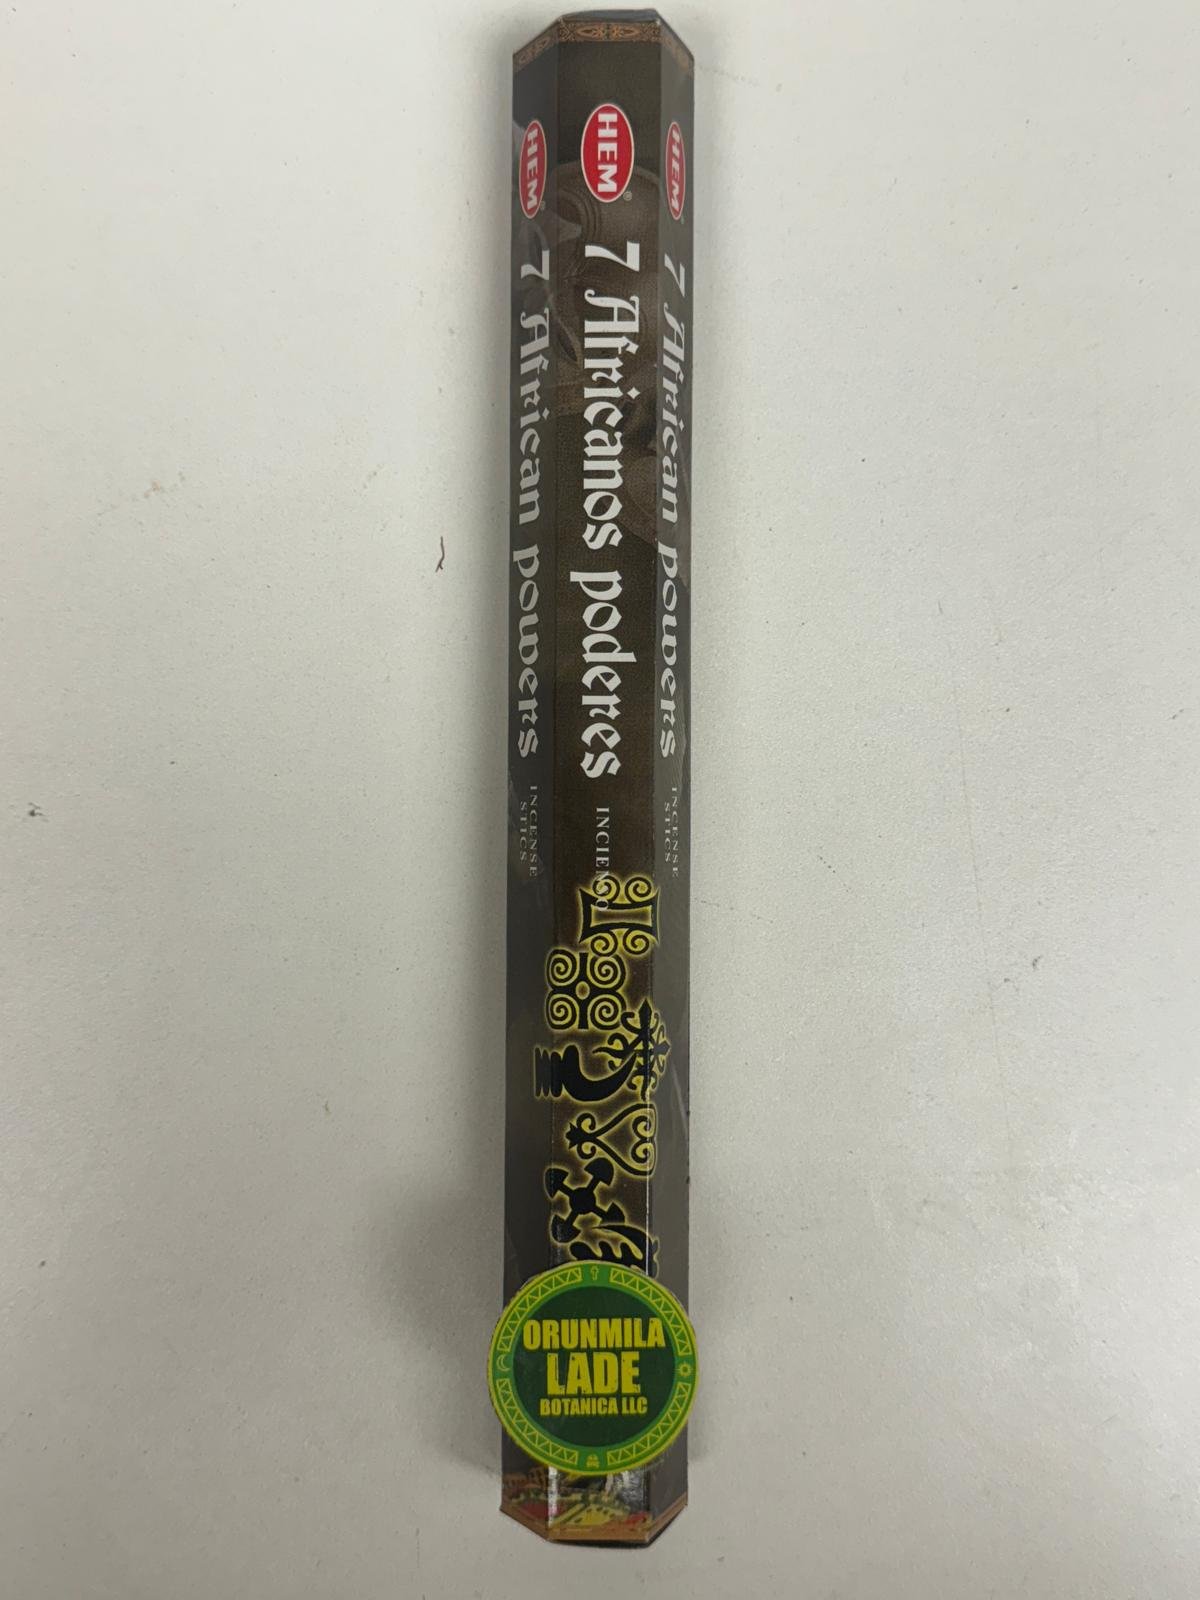 HEM
7 African powers
INCENSE
STICS
HEM
7 Africanos poderes
INCIENSO
HEM
7 African powers
INCENSE
STICS
ORUNMILA
LADE
BOTANICA LLC